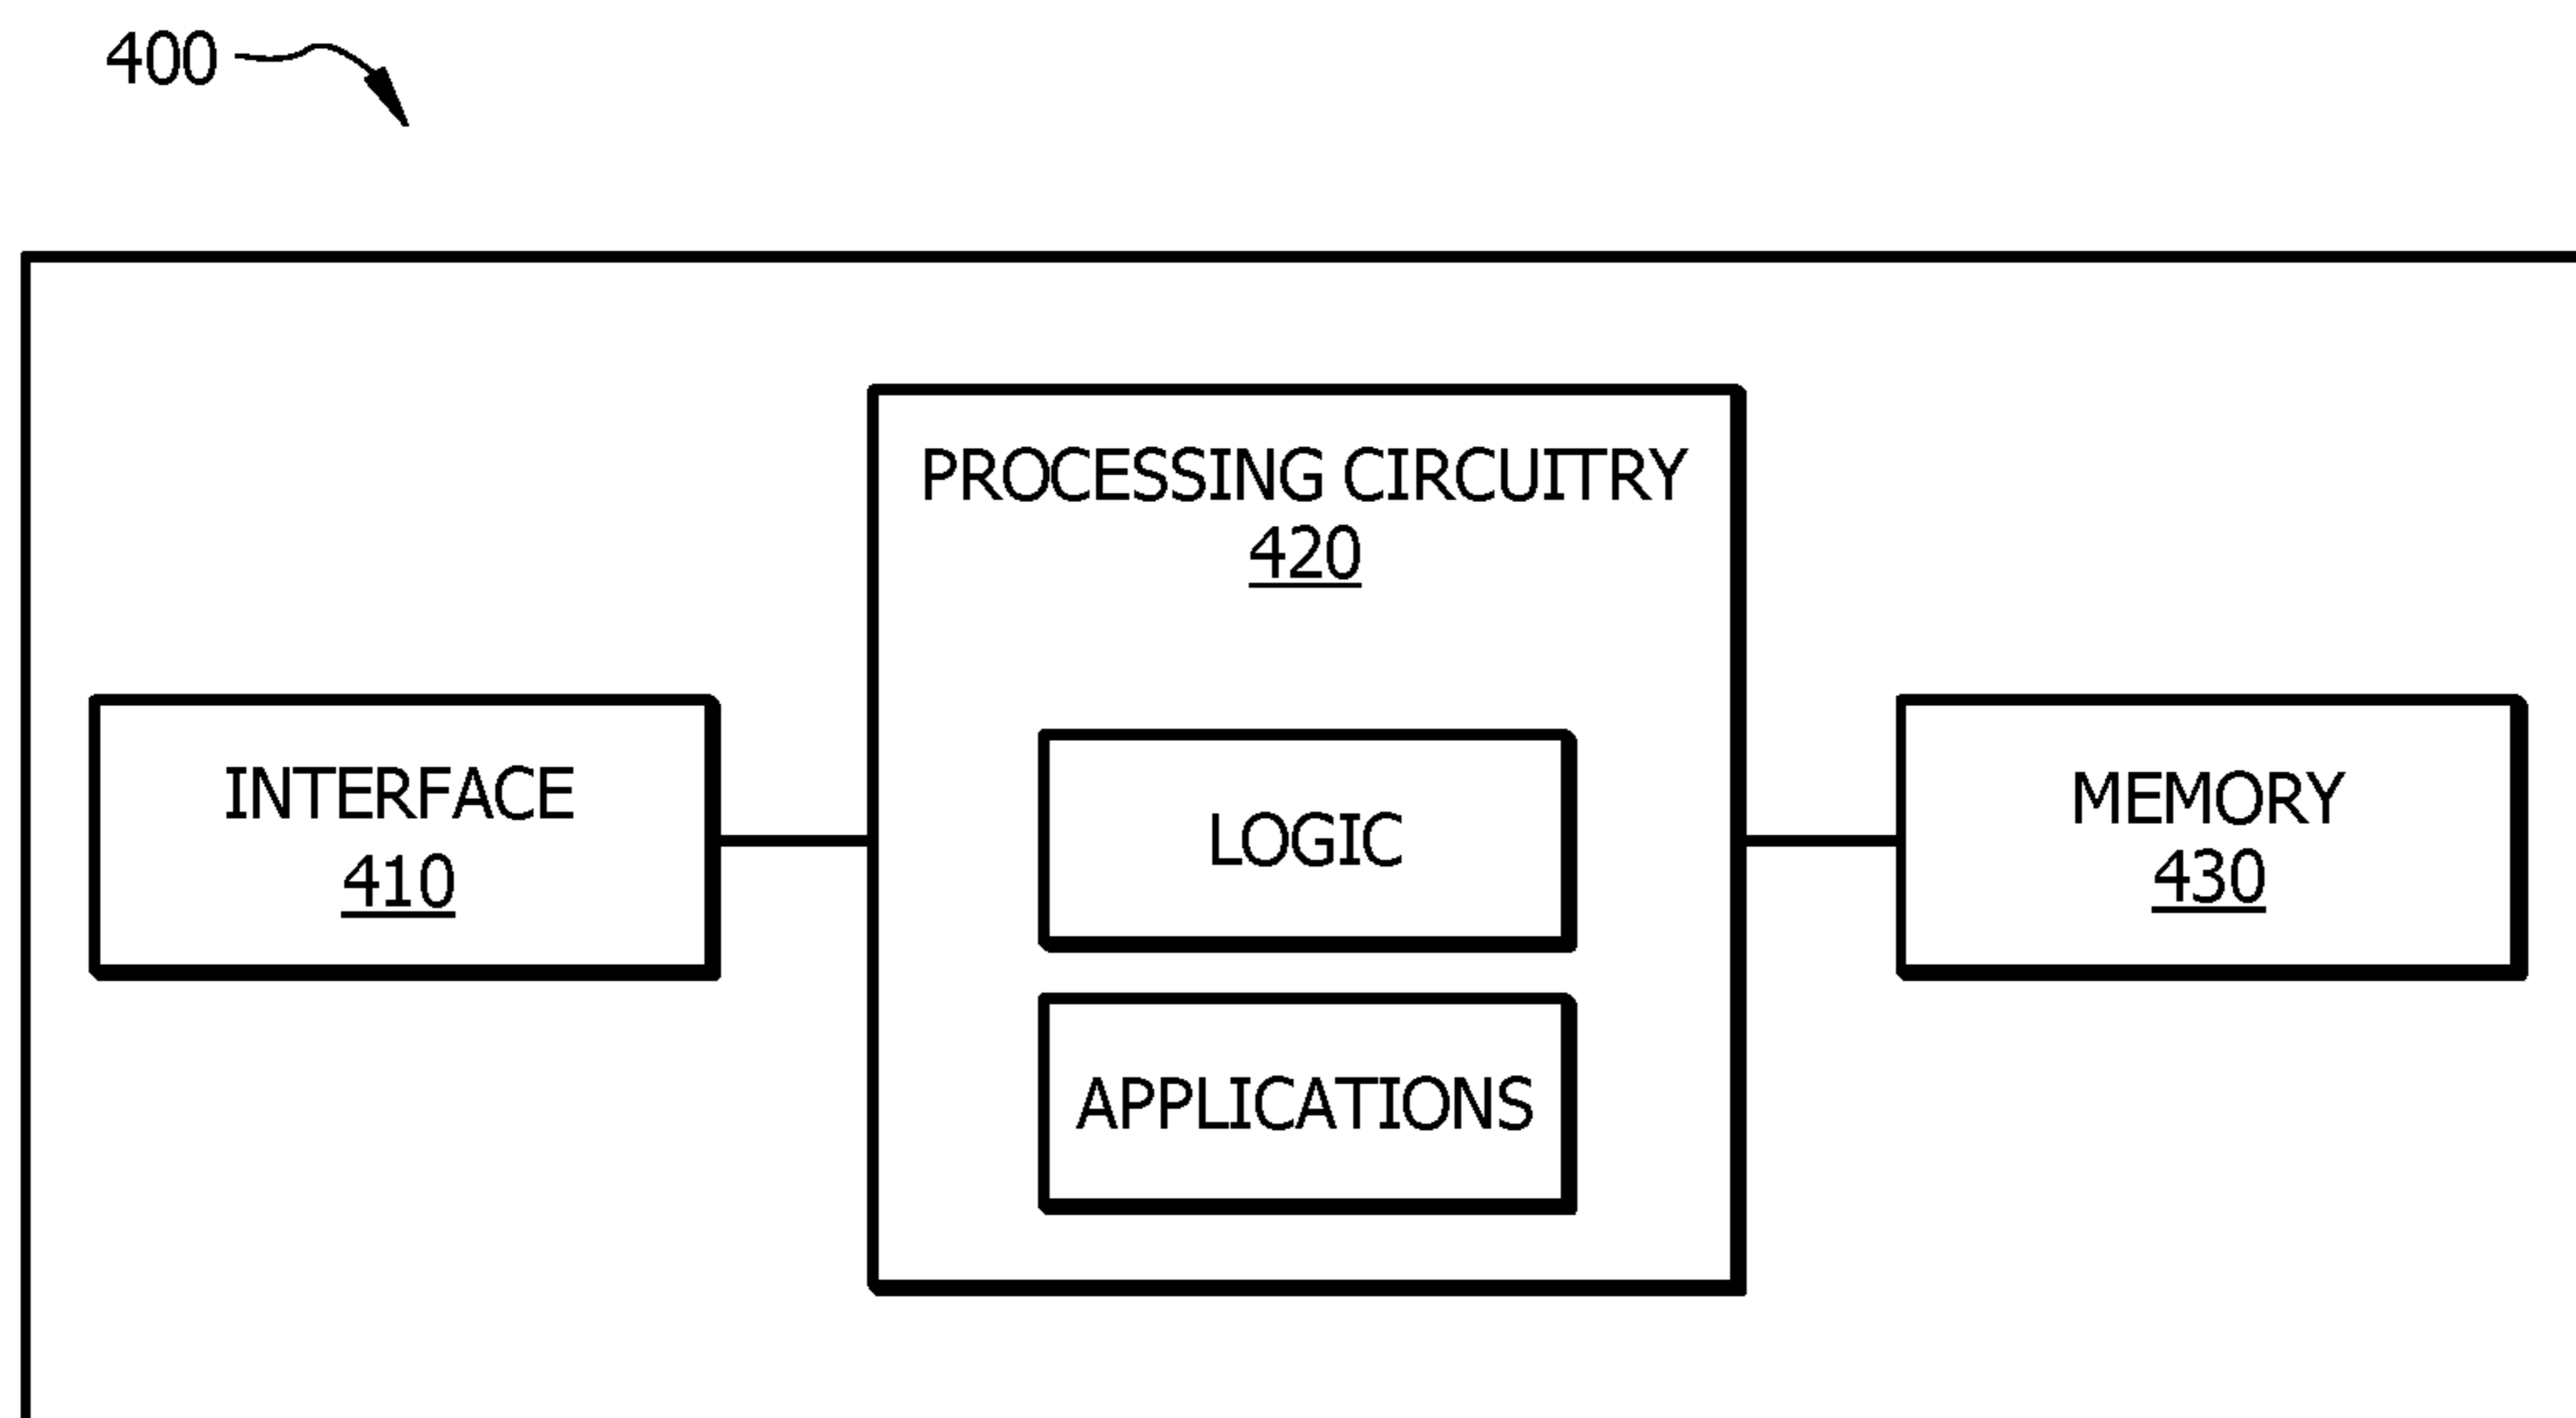 400
PROCESSING CIRCUITRY
420
INTERFACE
410
LOGIC
MEMORY
430
APPLICATIONS